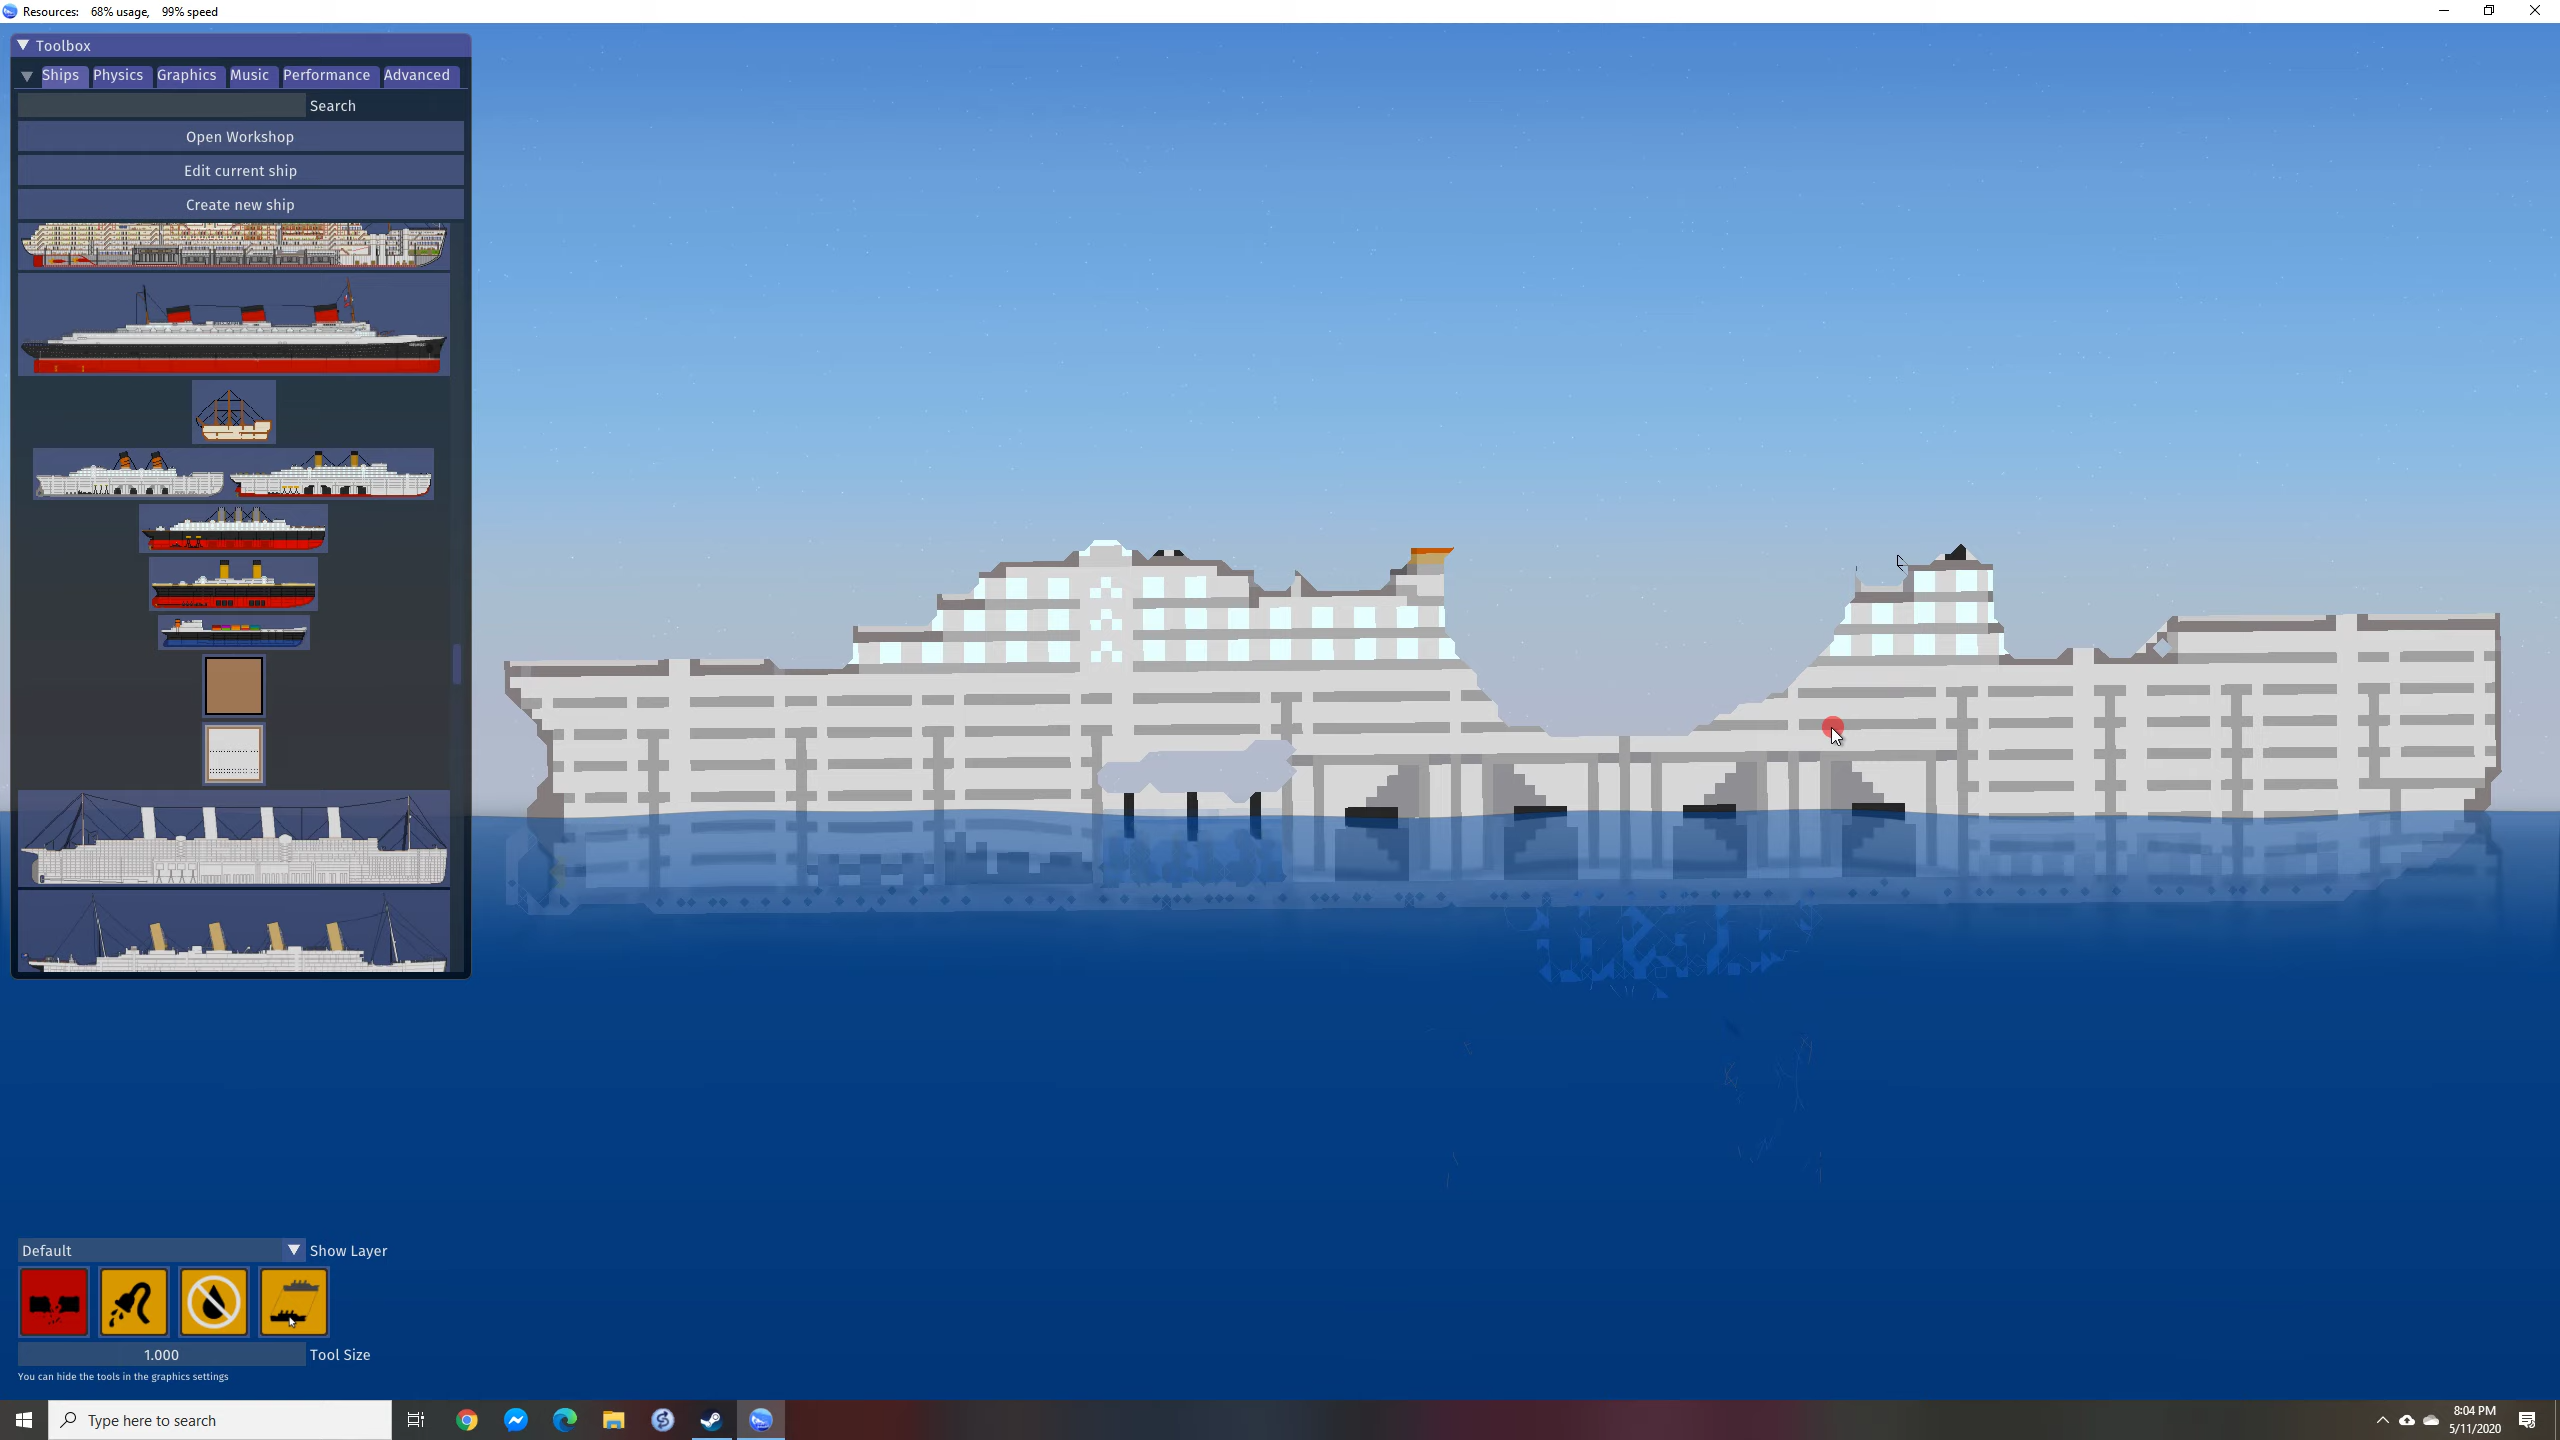 Resources: 68% usage, 99% speed
Toolbox
Ships Physics Graphics Music Performance Advanced
Search
Open Workshop
Edit current ship
Create new ship
Default Show Layer
1.000 Tool Size
You can hide the tools in the graphics settings
Type here to search
8:04 PM
5/11/2020